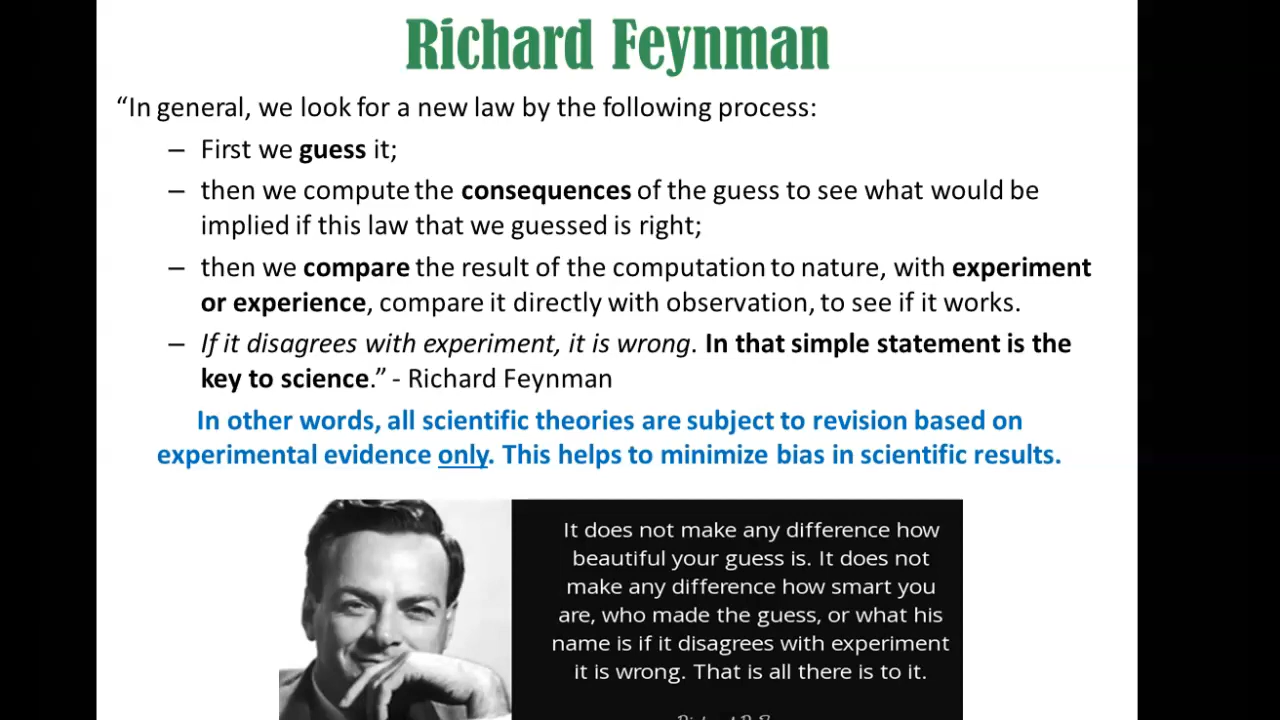 Richard Feynman
“In general, we look for a new law by the following process:
– First we guess it;
– then we compute the consequences of the guess to see what would be
implied if this law that we guessed is right;
– then we compare the result of the computation to nature, with experiment
or experience, compare it directly with observation, to see if it works.
– If it disagrees with experiment, it is wrong. In that simple statement is the
key to science.” - Richard Feynman
In other words, all scientific theories are subject to revision based on
experimental evidence only. This helps to minimize bias in scientific results.
It does not make any difference how
beautiful your guess is. It does not
make any difference how smart you
are, who made the guess, or what his
name is if it disagrees with experiment
it is wrong. That is all there is to it.